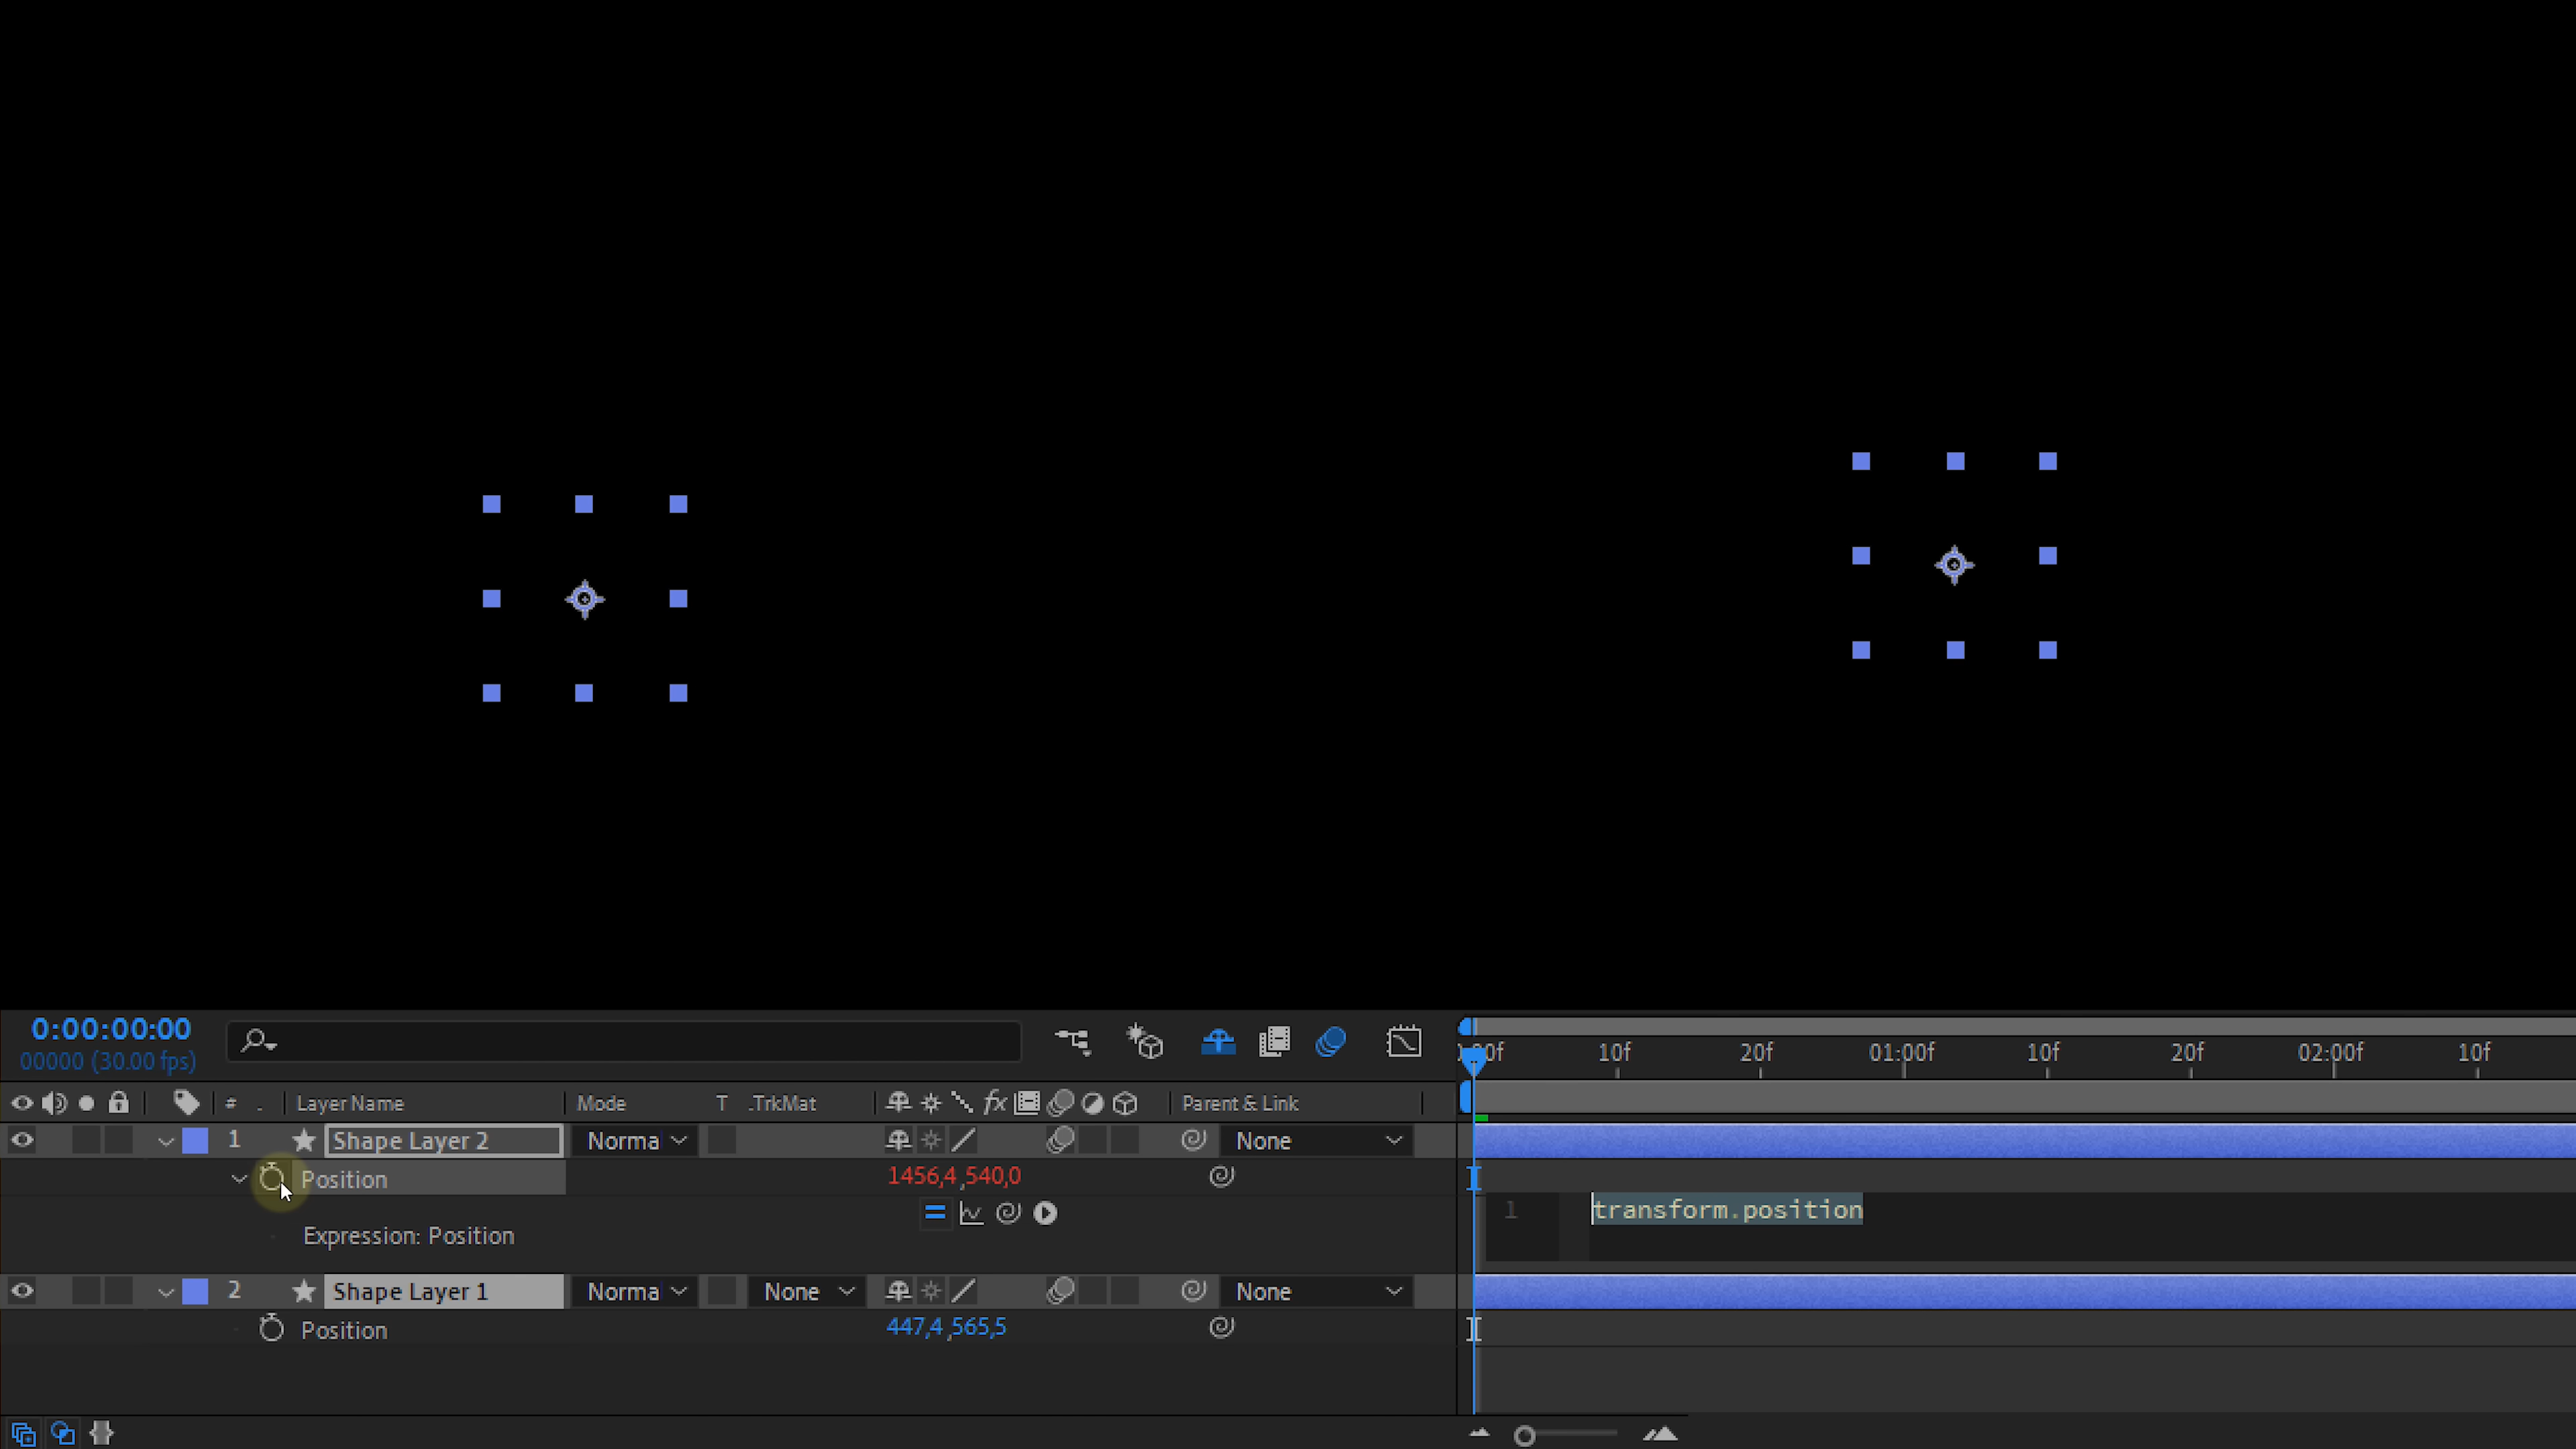 0:00:00:00
00000 (30.00 fps)
:00f 10f 20f 01:00f 10f 20f 02:00f 10f
# . Layer Name Mode T .TrkMat fx Parent & Link
1 Shape Layer 2 Norma None
Position 1456,4,540,0
1 transform.position
Expression: Position
2 Shape Layer 1 Norma None None
Position 447,4,565,5